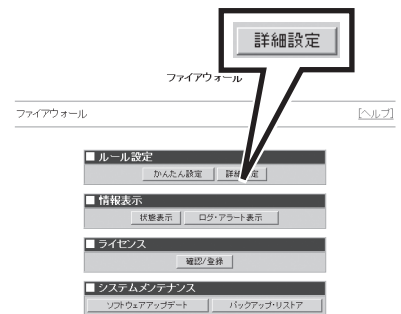 詳細設定
ファイアウォール
ファイアウォール [ヘルプ]
■ ルール設定
かんたん設定 詳細 定
■ 情報表示
状態表示 ログ・アラート表示
■ ライセンス
確認/登録
■ システムメンテナンス
ソフトウェアアップデート バックアップ・リストア